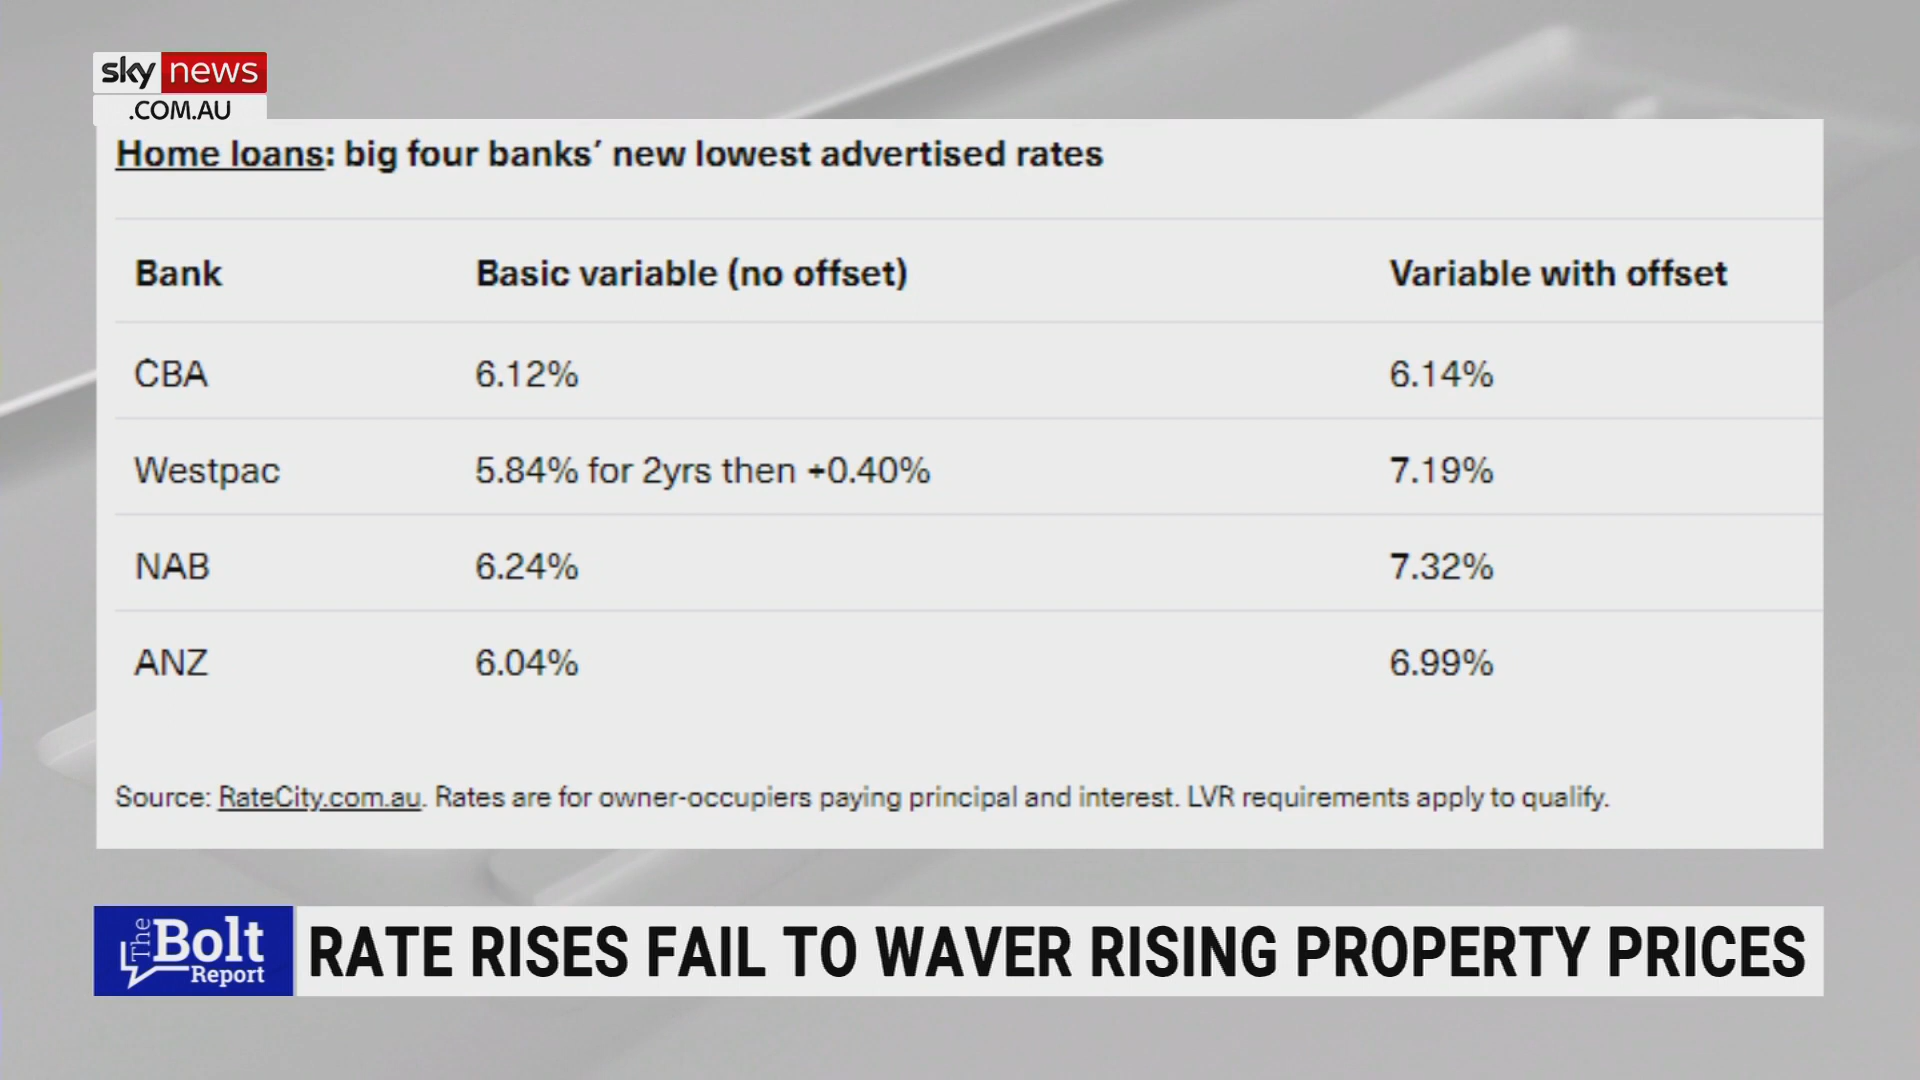 sky news
.COM.AU
Home loans: big four banks' new lowest advertised rates
Bank Basic variable (no offset) Variable with offset
CBA 6.12% 6.14%
Westpac 5.84% for 2yrs then +0.40% 7.19%
NAB 6.24% 7.32%
ANZ 6.04% 6.99%
Source: RateCity.com.au. Rates are for owner-occupiers paying principal and interest. LVR requirements apply to qualify.
The Bolt Report
RATE RISES FAIL TO WAVER RISING PROPERTY PRICES